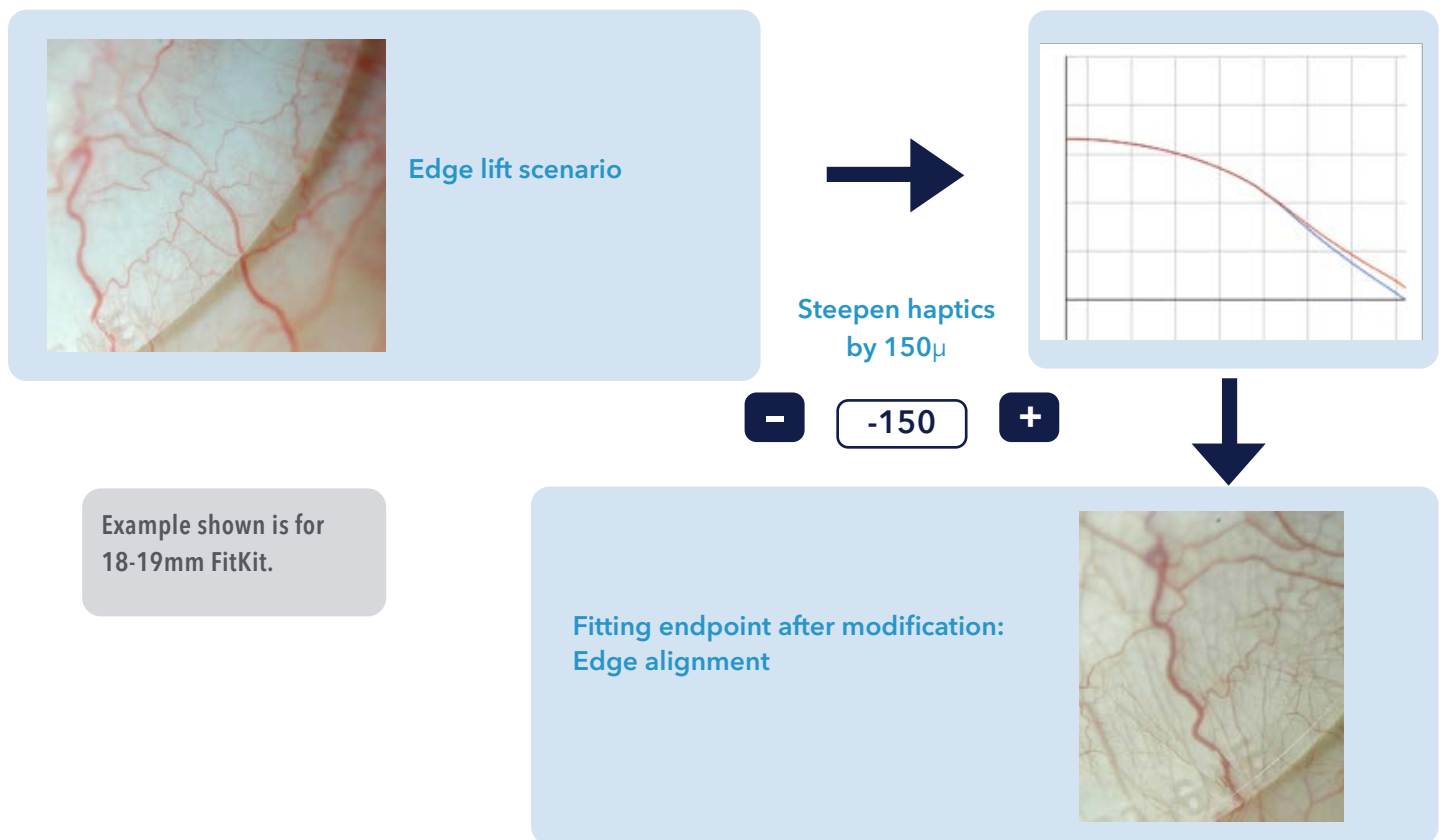 Edge lift scenario
Steepen haptics
by 150μ
-
-150
+
Example shown is for
18-19mm FitKit.
Fitting endpoint after modification:
Edge alignment